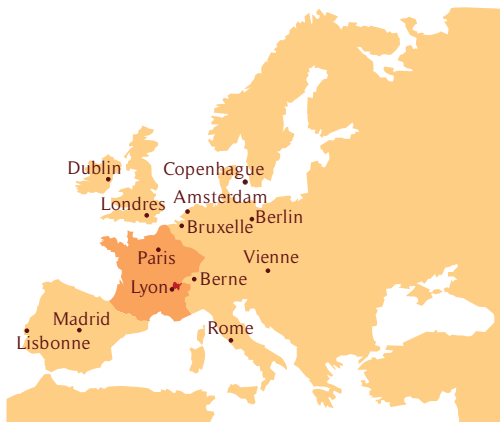 Dublin
Copenhague
Londres
Amsterdam
Bruxelle
Berlin
Paris
Vienne
Lyon
Berne
Madrid
Rome
Lisbonne